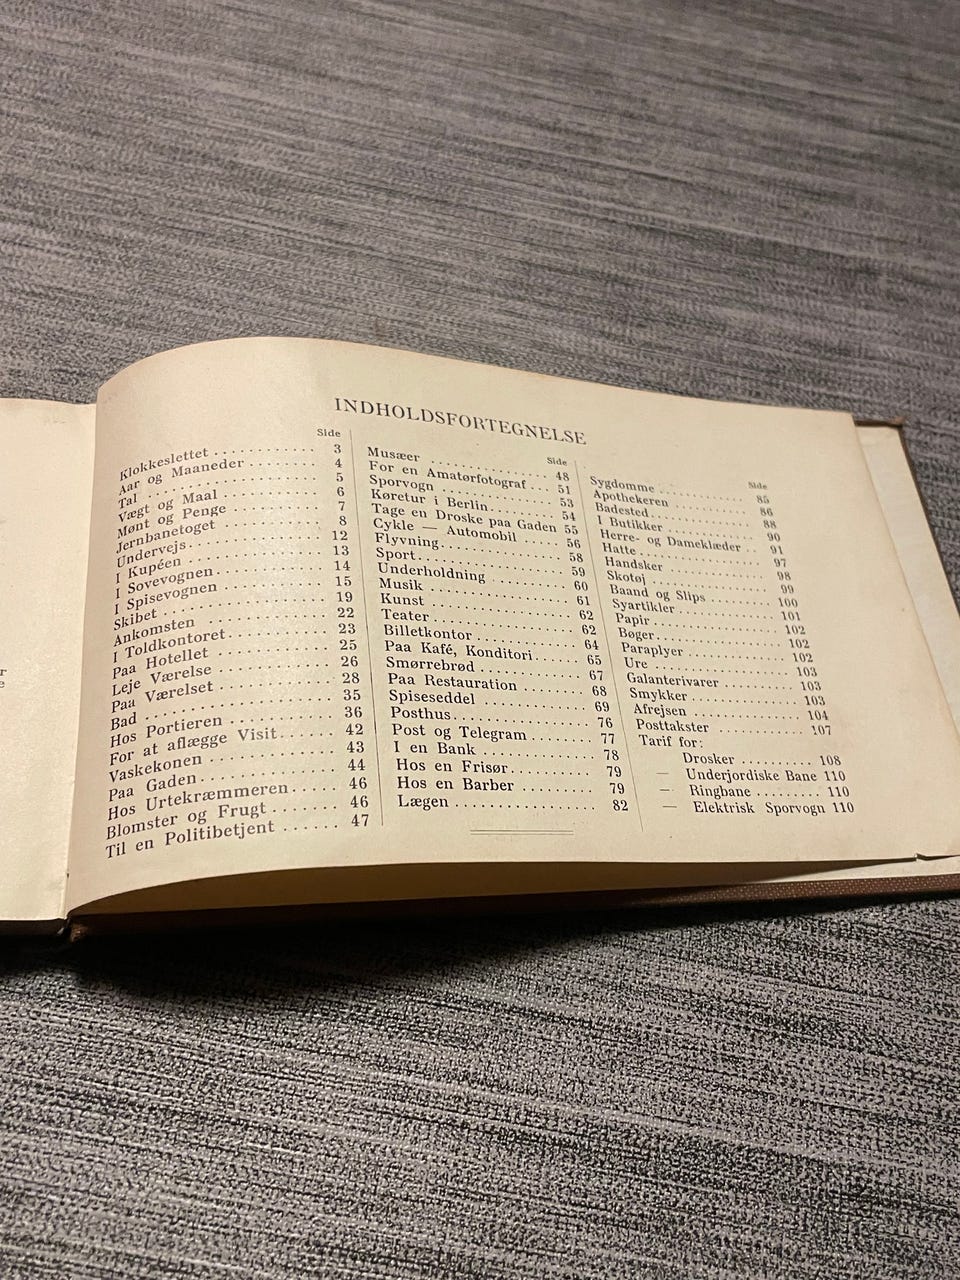 r
e
INDHOLDSFORTEGNELSE
Side
Klokkeslettet .......... 3
Aar og Maaneder ........ 4
Tal .......... 5
Vægt og Maal .......... 6
Mønt og Penge .......... 7
Jernbanetoget .......... 8
Undervejs .......... 12
I Kupéen .......... 13
I Sovevognen .......... 14
I Spisevognen .......... 15
Skibet .......... 19
Ankomsten .......... 22
I Toldkontoret .......... 23
Paa Hotellet .......... 25
Leje Værelse .......... 26
Paa Værelset .......... 28
Bad .......... 35
Hos Portieren .......... 36
For at aflægge Visit ...... 42
Vaskekonen .......... 43
Paa Gaden .......... 44
Hos Urtekræmmeren ...... 46
Blomster og Frugt ....... 46
Til en Politibetjent ...... 47
Side
Musæer .......... 48
For en Amatørfotograf ... 51
Sporvogn .......... 53
Køretur i Berlin ....... 54
Tage en Droske paa Gaden 55
Cykle — Automobil ..... 56
Flyvning .......... 58
Sport .......... 59
Underholdning ........ 60
Musik .......... 61
Kunst .......... 62
Teater .......... 62
Billetkontor .......... 64
Paa Kafé, Konditori ..... 65
Smørrebrød .......... 67
Paa Restauration ....... 68
Spiseseddel .......... 69
Posthus .......... 76
Post og Telegram ....... 77
I en Bank .......... 78
Hos en Frisør .......... 79
Hos en Barber .......... 79
Lægen .......... 82
Side
Sygdomme .......... 85
Apothekeren .......... 86
Badested .......... 88
I Butikker .......... 90
Herre- og Dameklæder .. 91
Hatte .......... 97
Handsker .......... 98
Skotøj .......... 99
Baand og Slips ....... 100
Syartikler .......... 101
Papir .......... 102
Bøger .......... 102
Paraplyer .......... 102
Ure .......... 103
Galanterivarer ....... 103
Smykker .......... 103
Afrejsen .......... 104
Posttakster .......... 107
Tarif for:
Drosker .......... 108
— Underjordiske Bane 110
— Ringbane ......... 110
— Elektrisk Sporvogn 110